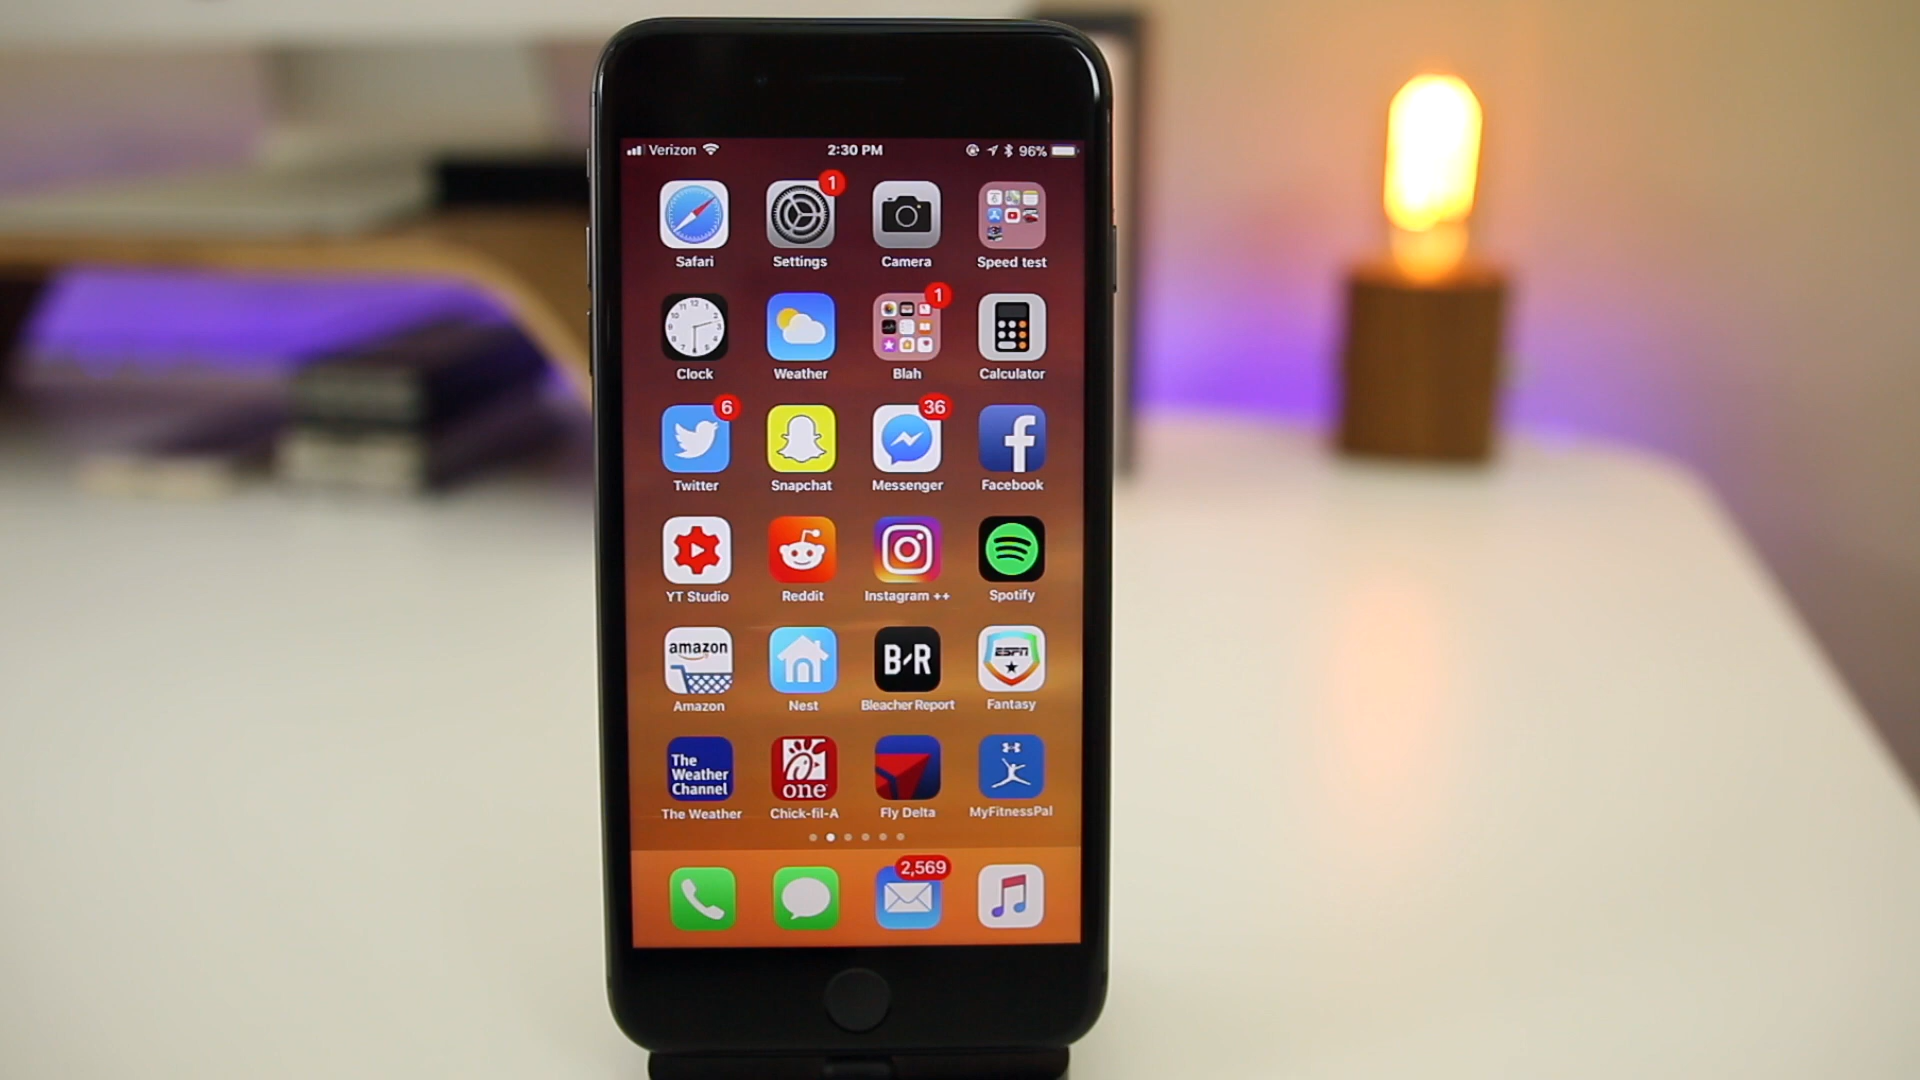 Verizon 2:30 PM 96%
1
Safari Settings Camera Speed test
1
Clock Weather Blah Calculator
6 36
Twitter Snapchat Messenger Facebook
YT Studio Reddit Instagram ++ Spotify
amazon B/R ESPN
Amazon Nest Bleacher Report Fantasy
The
Weather
Channel one
The Weather Chick-fil-A Fly Delta MyFitnessPal
2,569